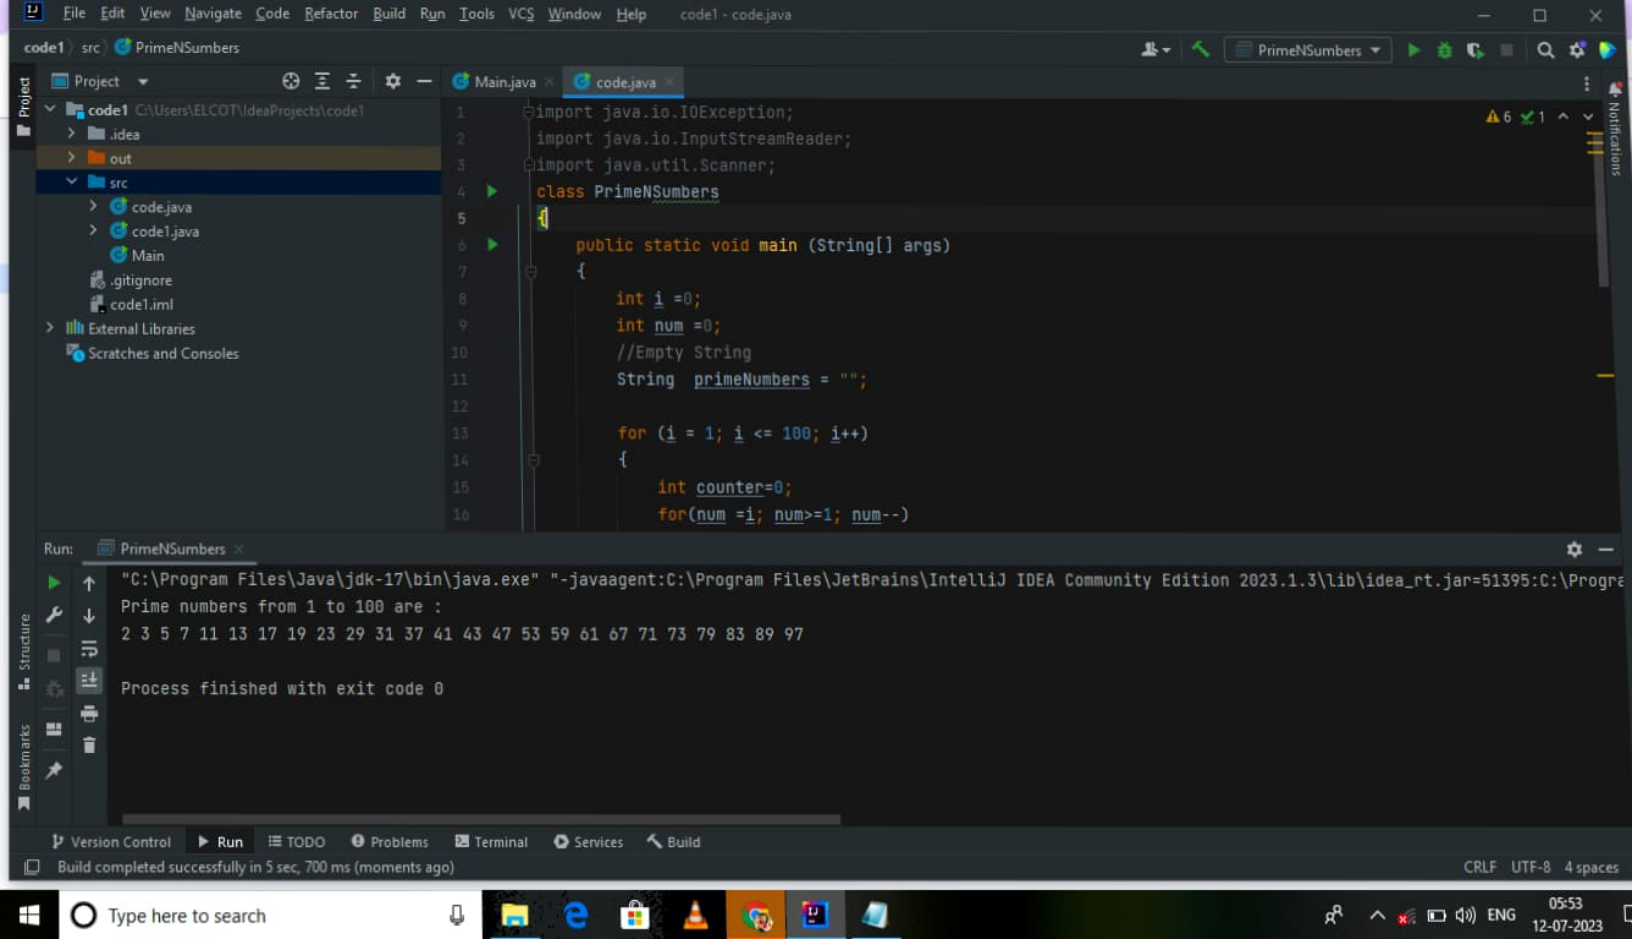 File Edit View Navigate Code Refactor Build Run Tools VCS Window Help code1 - code.java
code1 src PrimeNSumbers
PrimeNSumbers
Project
Main.java
code.java
code1 C:\Users\ELCOT\IdeaProjects\code1
.idea
out
src
code.java
code1.java
Main
.gitignore
code1.iml
External Libraries
Scratches and Consoles
Project
Structure
Bookmarks
Notifications
6 1
1 import java.io.IOException;
2 import java.io.InputStreamReader;
3 import java.util.Scanner;
4 class PrimeNSumbers
5 {
6 public static void main (String[] args)
7 {
8 int i =0;
9 int num =0;
10 //Empty String
11 String  primeNumbers = "";
12
13 for (i = 1; i <= 100; i++)
14 {
15 int counter=0;
16 for(num =i; num>=1; num--)
Run: PrimeNSumbers
"C:\Program Files\Java\jdk-17\bin\java.exe" "-javaagent:C:\Program Files\JetBrains\IntelliJ IDEA Community Edition 2023.1.3\lib\idea_rt.jar=51395:C:\Progra
Prime numbers from 1 to 100 are :
2 3 5 7 11 13 17 19 23 29 31 37 41 43 47 53 59 61 67 71 73 79 83 89 97
Process finished with exit code 0
Version Control Run TODO Problems Terminal Services Build
Build completed successfully in 5 sec, 700 ms (moments ago)
CRLF UTF-8 4 spaces
Type here to search
ENG
05:53
12-07-2023